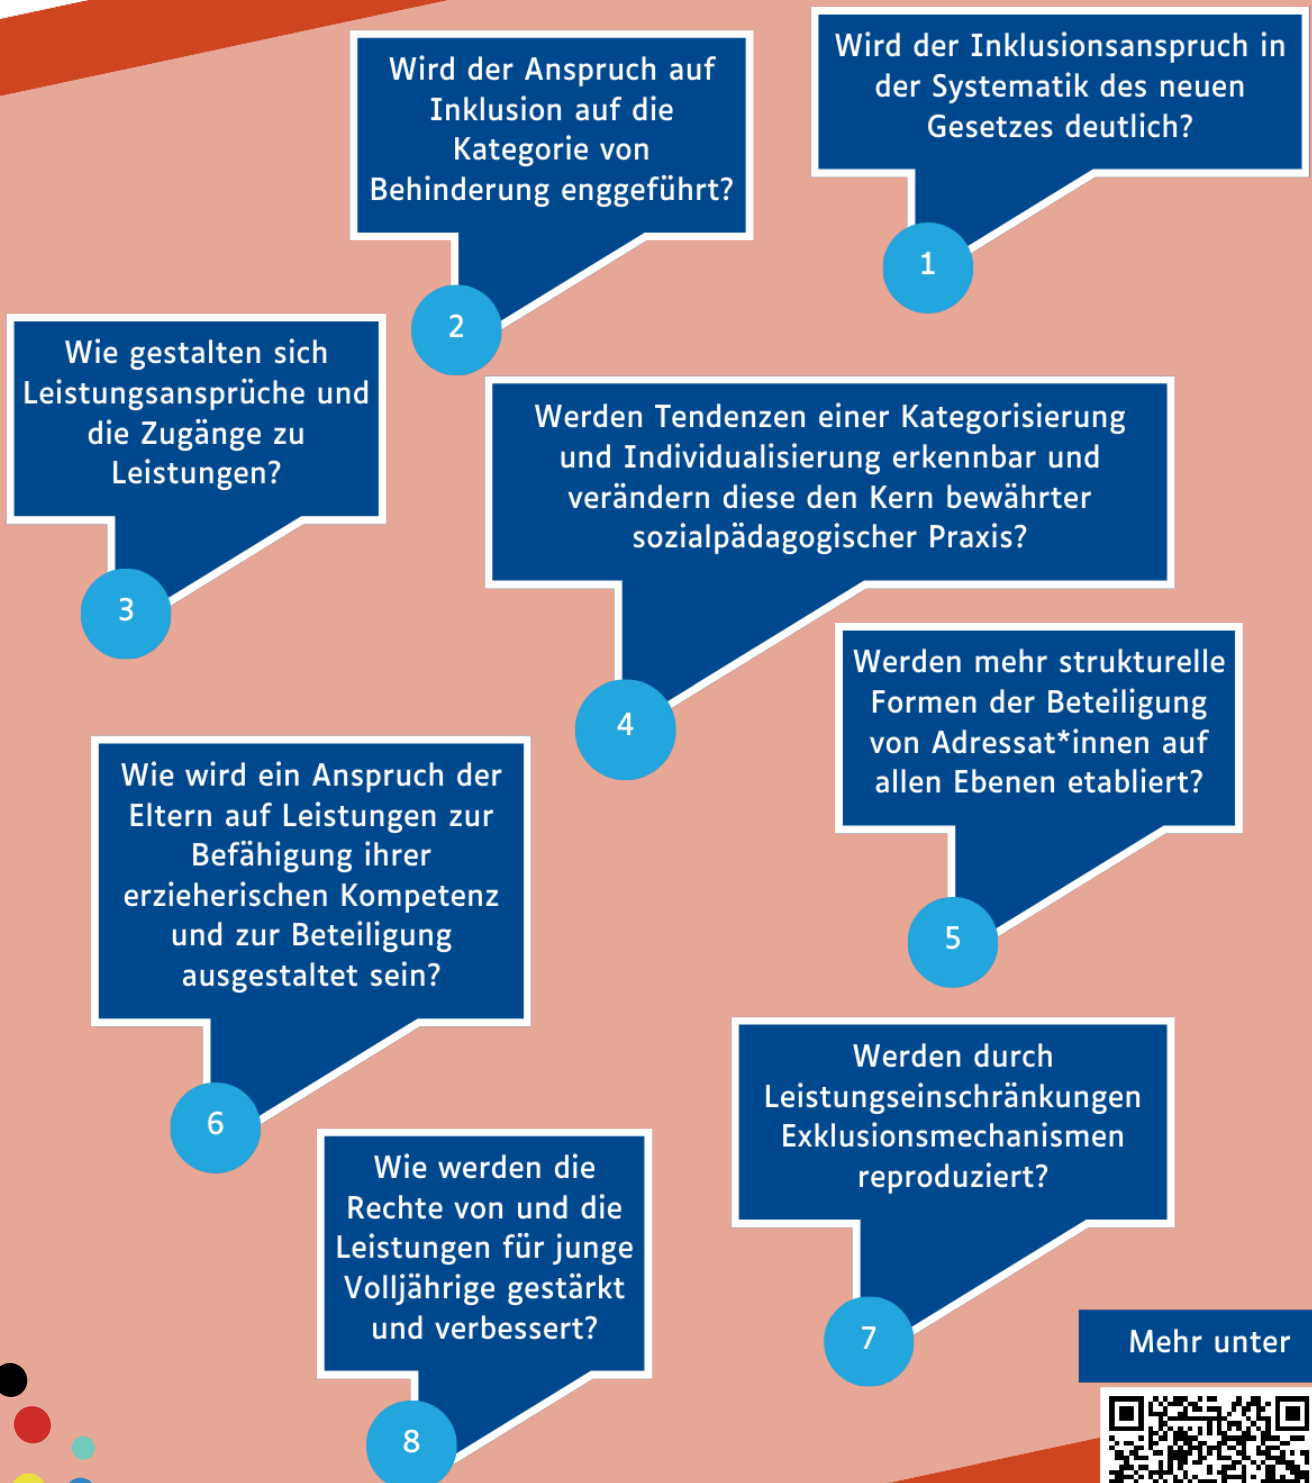 Wird der Inklusionsanspruch in
der Systematik des neuen
Gesetzes deutlich?
1
Wird der Anspruch auf
Inklusion auf die
Kategorie von
Behinderung enggeführt?
2
Wie gestalten sich
Leistungsansprüche und
die Zugänge zu
Leistungen?
3
Werden Tendenzen einer Kategorisierung
und Individualisierung erkennbar und
verändern diese den Kern bewährter
sozialpädagogischer Praxis?
4
Werden mehr strukturelle
Formen der Beteiligung
von Adressat*innen auf
allen Ebenen etabliert?
5
Wie wird ein Anspruch der
Eltern auf Leistungen zur
Befähigung ihrer
erzieherischen Kompetenz
und zur Beteiligung
ausgestaltet sein?
6
Werden durch
Leistungseinschränkungen
Exklusionsmechanismen
reproduziert?
7
Wie werden die
Rechte von und die
Leistungen für junge
Volljährige gestärkt
und verbessert?
8
Mehr unter